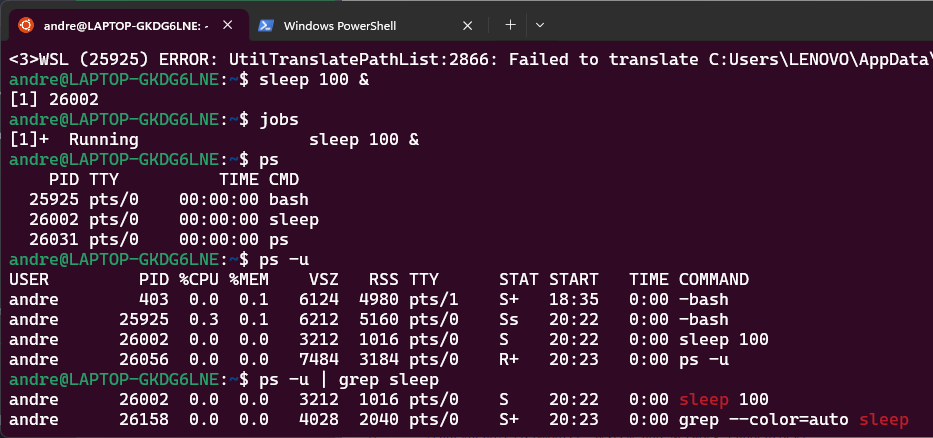 andre@LAPTOP-GKDG6LNE: ~ Windows PowerShell
<3>WSL (25925) ERROR: UtilTranslatePathList:2866: Failed to translate C:\Users\LENOVO\AppData\
andre@LAPTOP-GKDG6LNE:~$ sleep 100 &
[1] 26002
andre@LAPTOP-GKDG6LNE:~$ jobs
[1]+  Running                 sleep 100 &
andre@LAPTOP-GKDG6LNE:~$ ps
    PID TTY          TIME CMD
  25925 pts/0    00:00:00 bash
  26002 pts/0    00:00:00 sleep
  26031 pts/0    00:00:00 ps
andre@LAPTOP-GKDG6LNE:~$ ps -u
USER         PID %CPU %MEM    VSZ   RSS TTY      STAT START   TIME COMMAND
andre        403  0.0  0.1   6124  4980 pts/1    S+   18:35   0:00 -bash
andre      25925  0.3  0.1   6212  5160 pts/0    Ss   20:22   0:00 -bash
andre      26002  0.0  0.0   3212  1016 pts/0    S    20:22   0:00 sleep 100
andre      26056  0.0  0.0   7484  3184 pts/0    R+   20:23   0:00 ps -u
andre@LAPTOP-GKDG6LNE:~$ ps -u | grep sleep
andre      26002  0.0  0.0   3212  1016 pts/0    S    20:22   0:00 sleep 100
andre      26158  0.0  0.0   4028  2040 pts/0    S+   20:23   0:00 grep --color=auto sleep